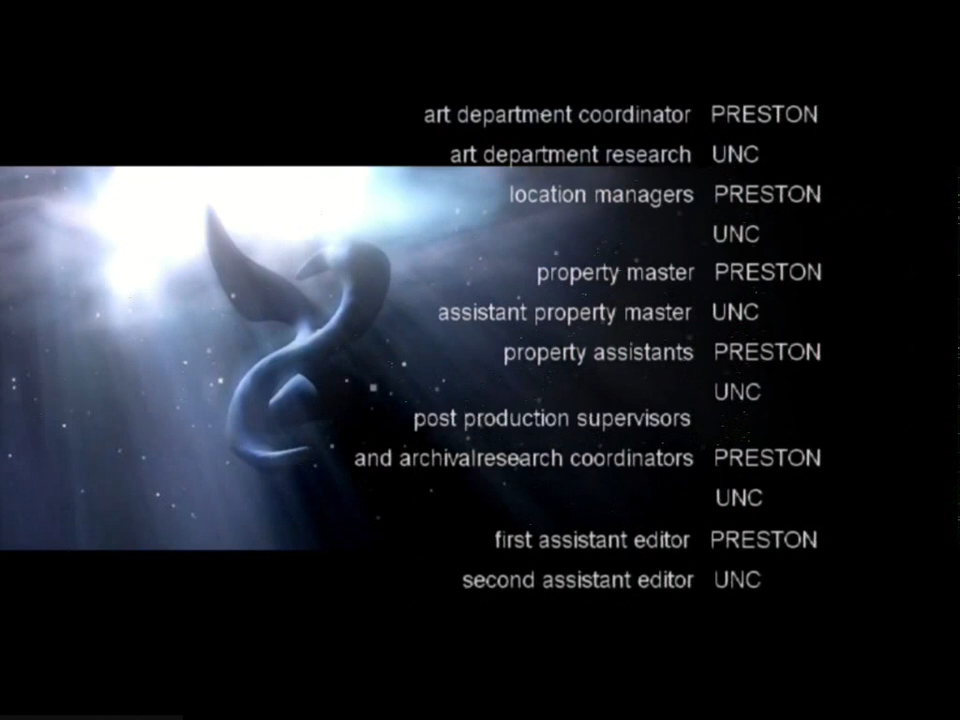 art department coordinator PRESTON
art department research UNC
location managers PRESTON
UNC
property master PRESTON
assistant property master UNC
property assistants PRESTON
UNC
post production supervisors
and archivalresearch coordinators PRESTON
UNC
first assistant editor PRESTON
second assistant editor UNC